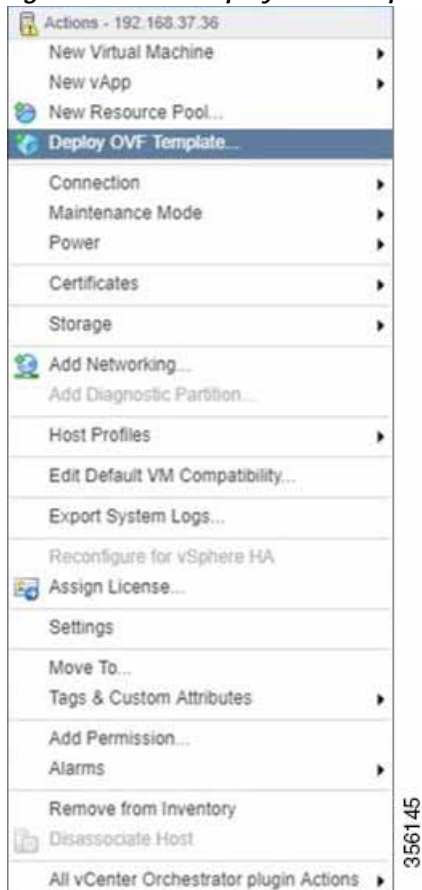 Actions - 192.168.37.36
New Virtual Machine
New vApp
New Resource Pool...
Deploy OVF Template...
Connection
Maintenance Mode
Power
Certificates
Storage
Add Networking...
Add Diagnostic Partition...
Host Profiles
Edit Default VM Compatibility...
Export System Logs...
Reconfigure for vSphere HA
Assign License...
Settings
Move To...
Tags & Custom Attributes
Add Permission...
Alarms
Remove from Inventory
Disassociate Host
All vCenter Orchestrator plugin Actions
356145